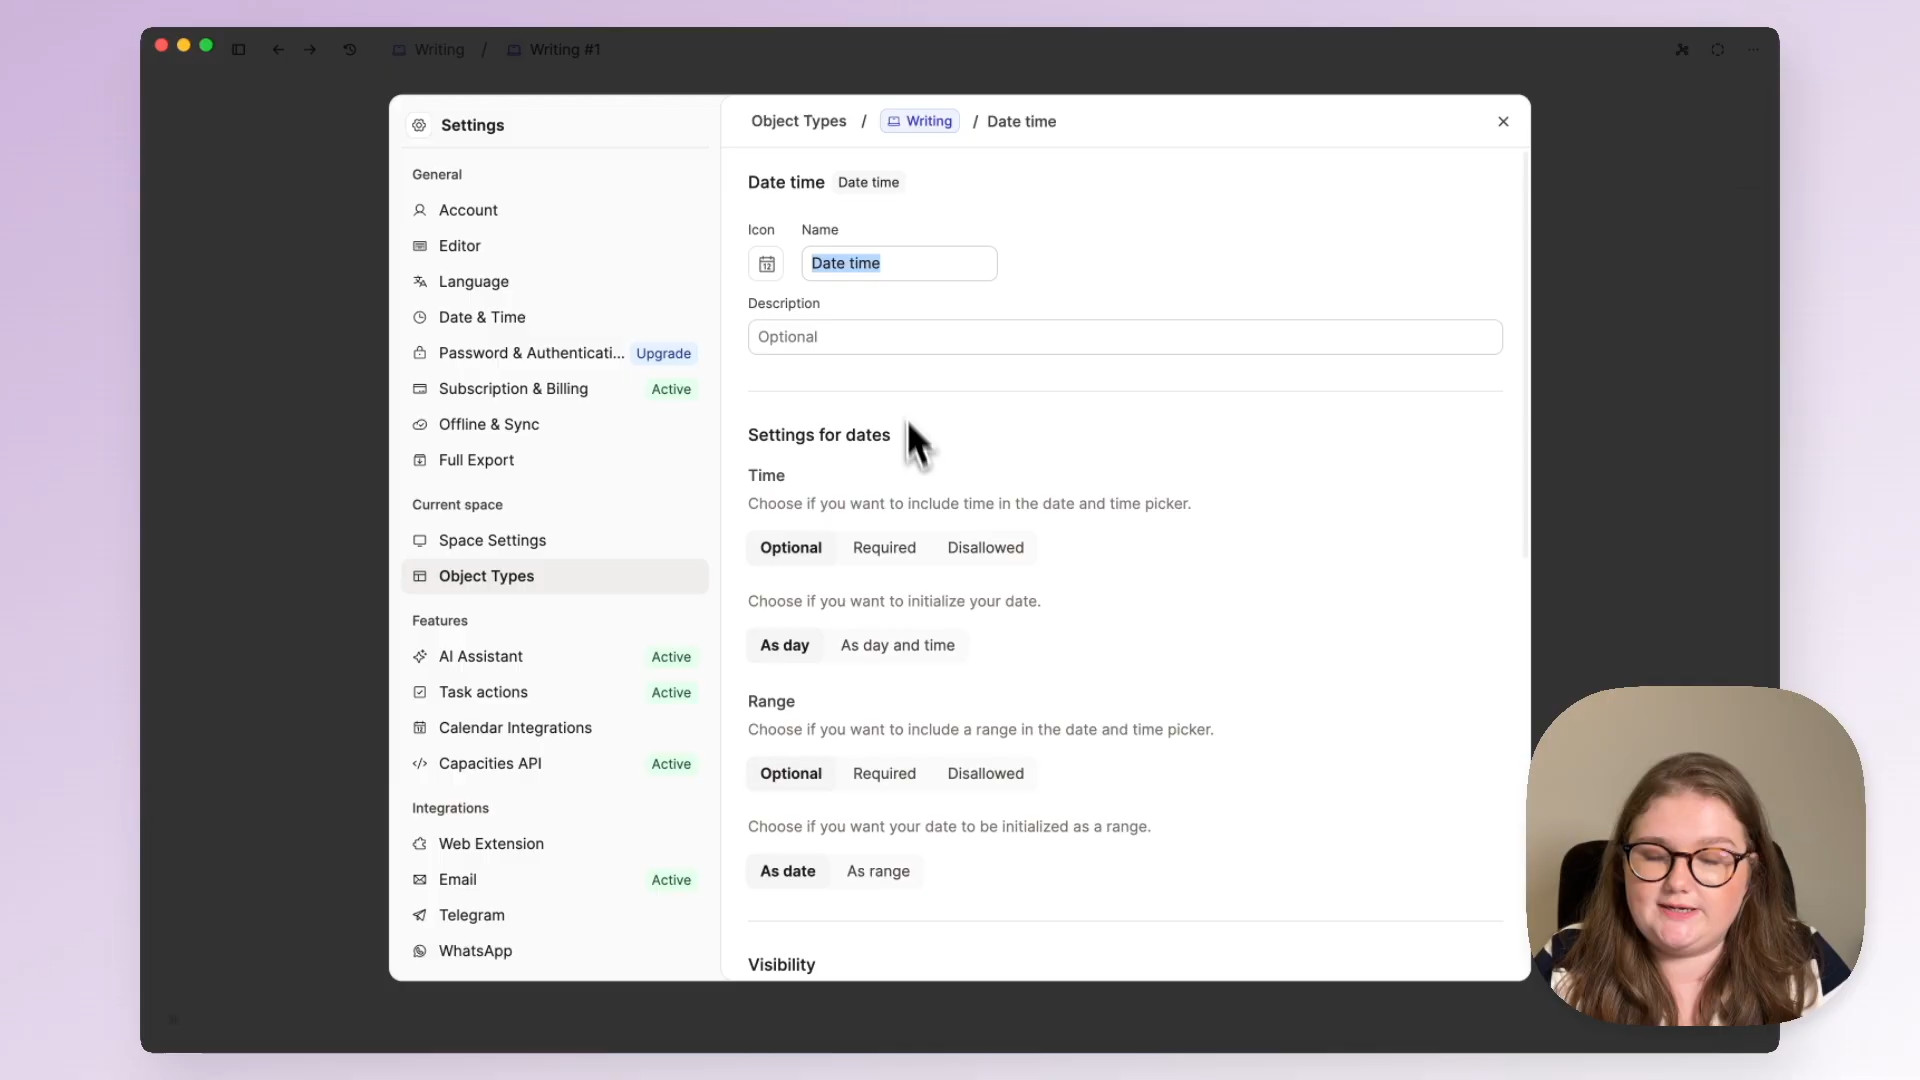 Writing / Writing #1
Settings
General
Account
Editor
Language
Date & Time
Password & Authenticati... Upgrade
Subscription & Billing Active
Offline & Sync
Full Export
Current space
Space Settings
Object Types
Features
AI Assistant Active
Task actions Active
Calendar Integrations
Capacities API Active
Integrations
Web Extension
Email Active
Telegram
WhatsApp
Object Types / Writing / Date time
Date time Date time
Icon Name
12 Date time
Description
Optional
Settings for dates
Time
Choose if you want to include time in the date and time picker.
Optional Required Disallowed
Choose if you want to initialize your date.
As day As day and time
Range
Choose if you want to include a range in the date and time picker.
Optional Required Disallowed
Choose if you want your date to be initialized as a range.
As date As range
Visibility